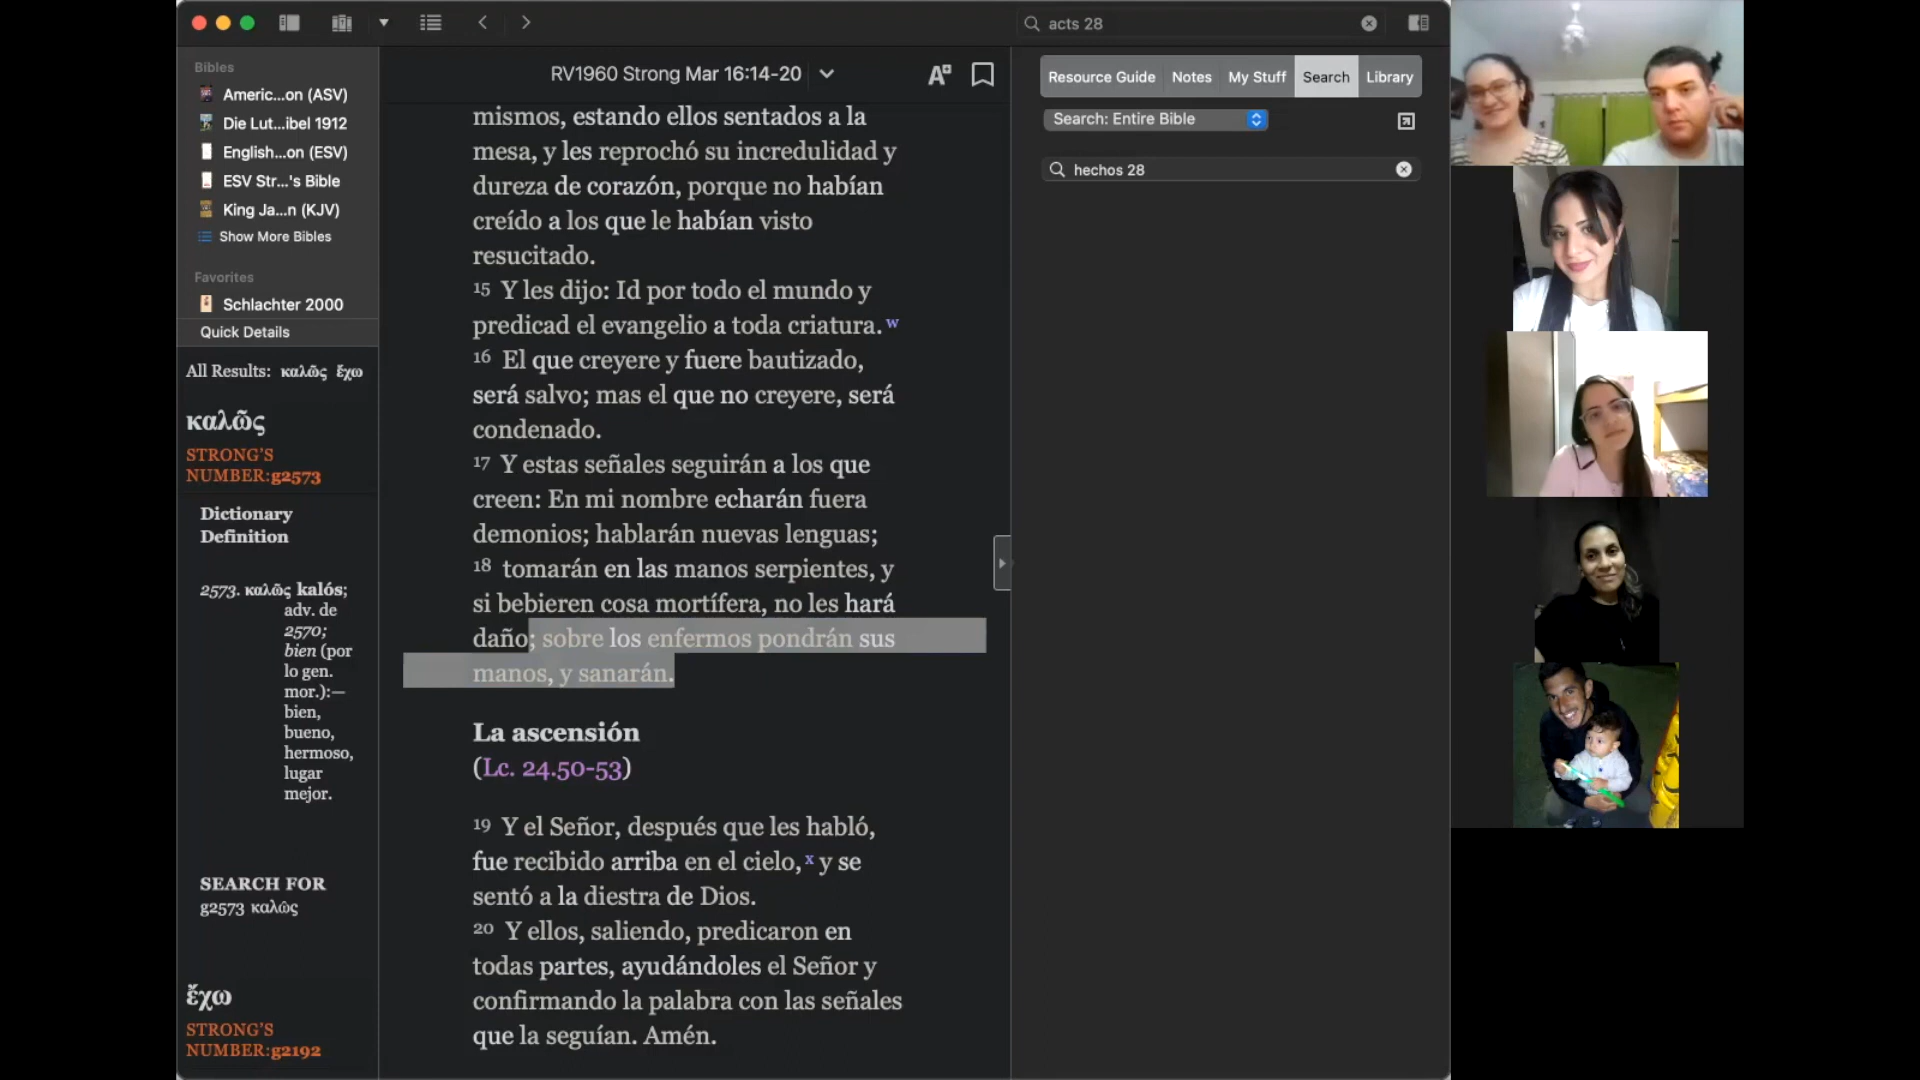 acts 28
Bibles
Americ...on (ASV)
Die Lut...ibel 1912
English...on (ESV)
ESV Str...'s Bible
King Ja...n (KJV)
Show More Bibles
Favorites
Schlachter 2000
Quick Details
All Results: καλῶς ἔχω
καλῶς
STRONG'S
NUMBER:g2573
Dictionary
Definition
2573. καλῶς kalós;
adv. de
2570;
bien (por
lo gen.
mor.):—
bien,
bueno,
hermoso,
lugar
mejor.
SEARCH FOR
g2573 καλῶς
ἔχω
STRONG'S
NUMBER:g2192
RV1960 Strong Mar 16:14-20
mismos, estando ellos sentados a la
mesa, y les reprochó su incredulidad y
dureza de corazón, porque no habían
creído a los que le habían visto
resucitado.
15 Y les dijo: Id por todo el mundo y
predicad el evangelio a toda criatura. w
16 El que creyere y fuere bautizado,
será salvo; mas el que no creyere, será
condenado.
17 Y estas señales seguirán a los que
creen: En mi nombre echarán fuera
demonios; hablarán nuevas lenguas;
18 tomarán en las manos serpientes, y
si bebieren cosa mortífera, no les hará
daño; sobre los enfermos pondrán sus
manos, y sanarán.
La ascensión
(Lc. 24.50-53)
19 Y el Señor, después que les habló,
fue recibido arriba en el cielo, x y se
sentó a la diestra de Dios.
20 Y ellos, saliendo, predicaron en
todas partes, ayudándoles el Señor y
confirmando la palabra con las señales
que la seguían. Amén.
Resource Guide Notes My Stuff Search Library
Search: Entire Bible
hechos 28